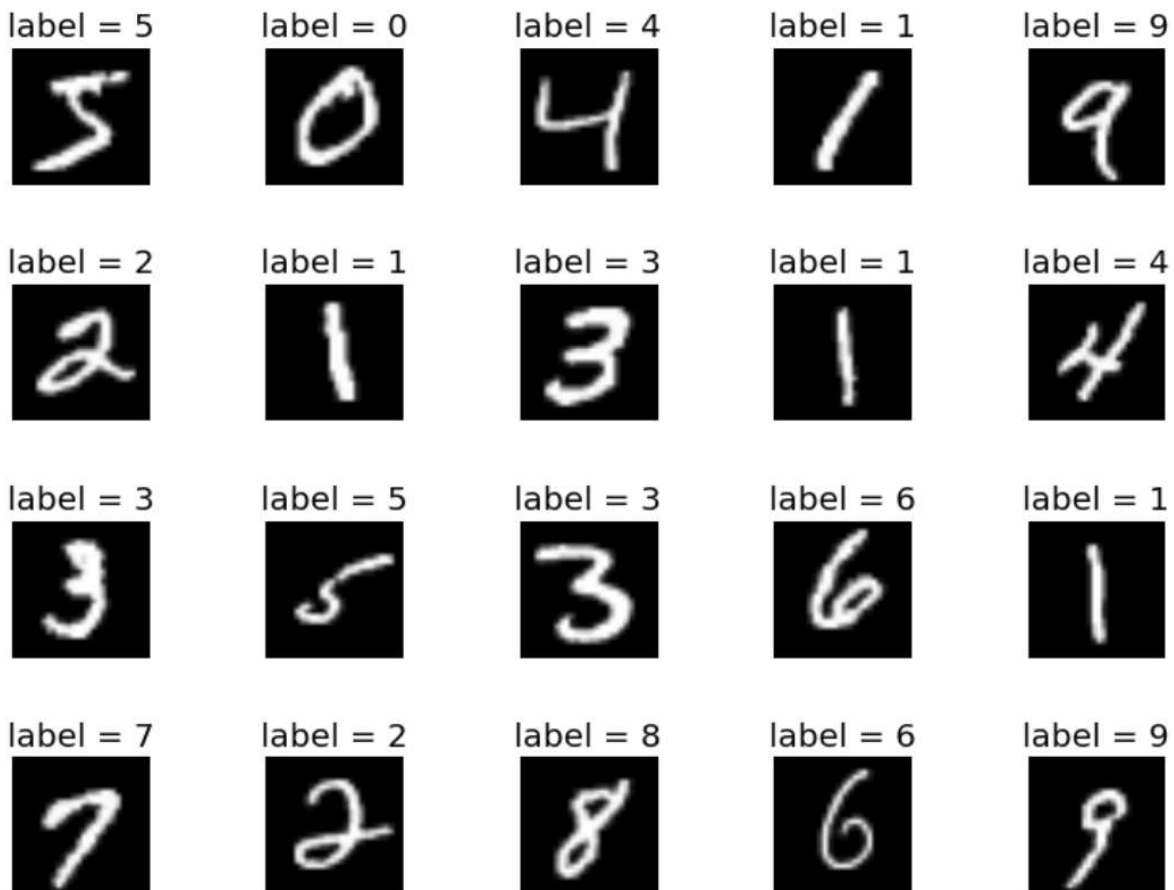 label = 5 label = 0 label = 4 label = 1 label = 9
5 0 4 1 9
label = 2 label = 1 label = 3 label = 1 label = 4
2 1 3 1 4
label = 3 label = 5 label = 3 label = 6 label = 1
3 5 3 6 1
label = 7 label = 2 label = 8 label = 6 label = 9
7 2 8 6 9